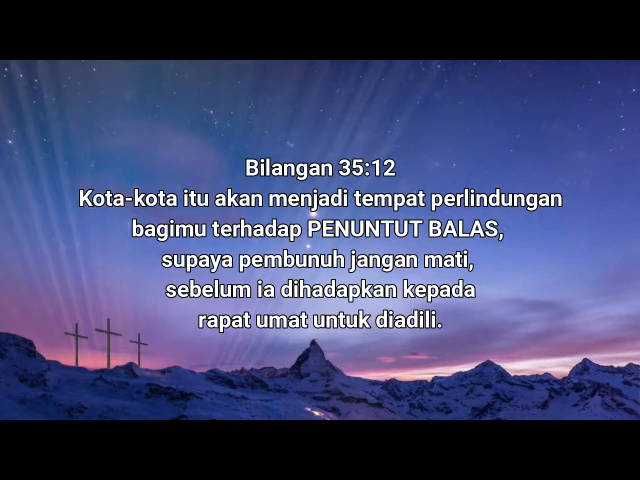 Bilangan 35:12
Kota-kota itu akan menjadi tempat perlindungan
bagimu terhadap PENUNTUT BALAS,
supaya pembunuh jangan mati,
sebelum ia dihadapkan kepada
rapat umat untuk diadili.